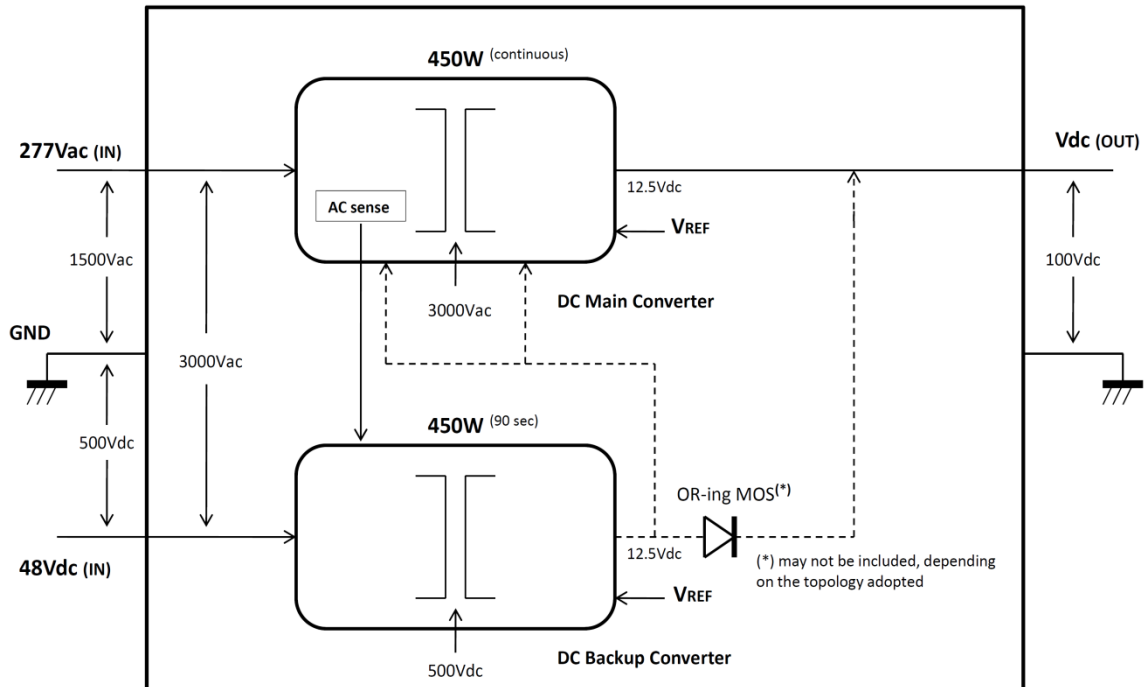 450W (continuous)
277Vac (IN)
Vdc (OUT)
12.5Vdc
AC sense
VREF
1500Vac
100Vdc
3000Vac
DC Main Converter
GND
3000Vac
450W (90 sec)
500Vdc
OR-ing MOS(*)
12.5Vdc
(*) may not be included, depending
on the topology adopted
48Vdc (IN)
VREF
500Vdc
DC Backup Converter